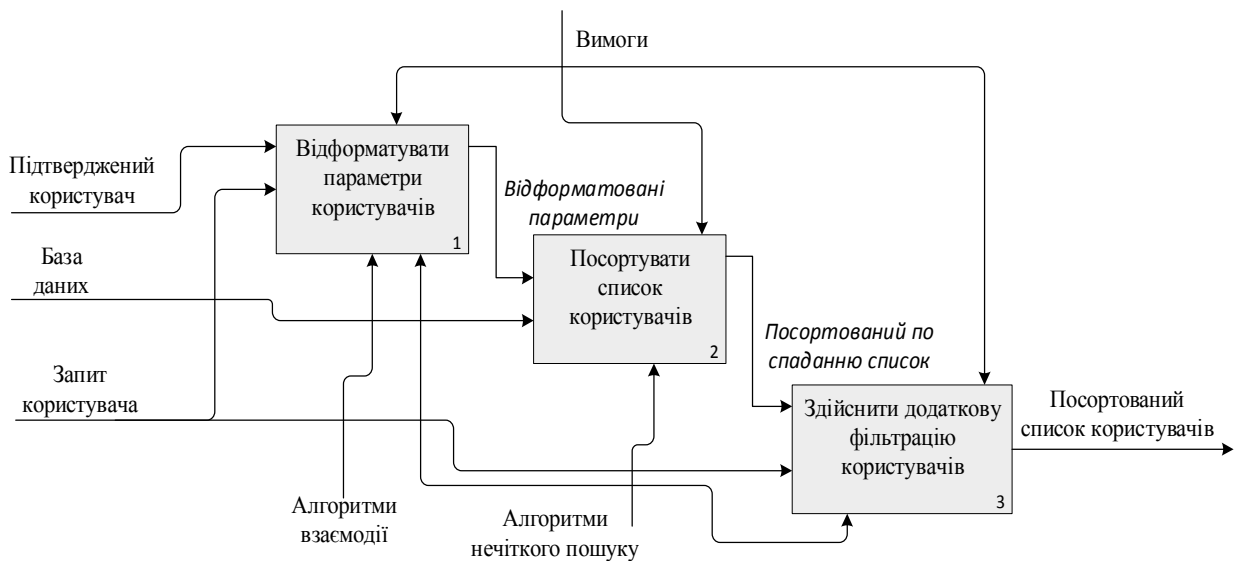 Вимоги
Підтверджений
користувач
Відформатувати
параметри
користувачів
1
Відформатовані
параметри
База
даних
Посортувати
список
користувачів
2
Посортований по
спаданню список
Запит
користувача
Здійснити додаткову
фільтрацію
користувачів
3
Посортований
список користувачів
Алгоритми
взаємодії
Алгоритми
нечіткого пошуку